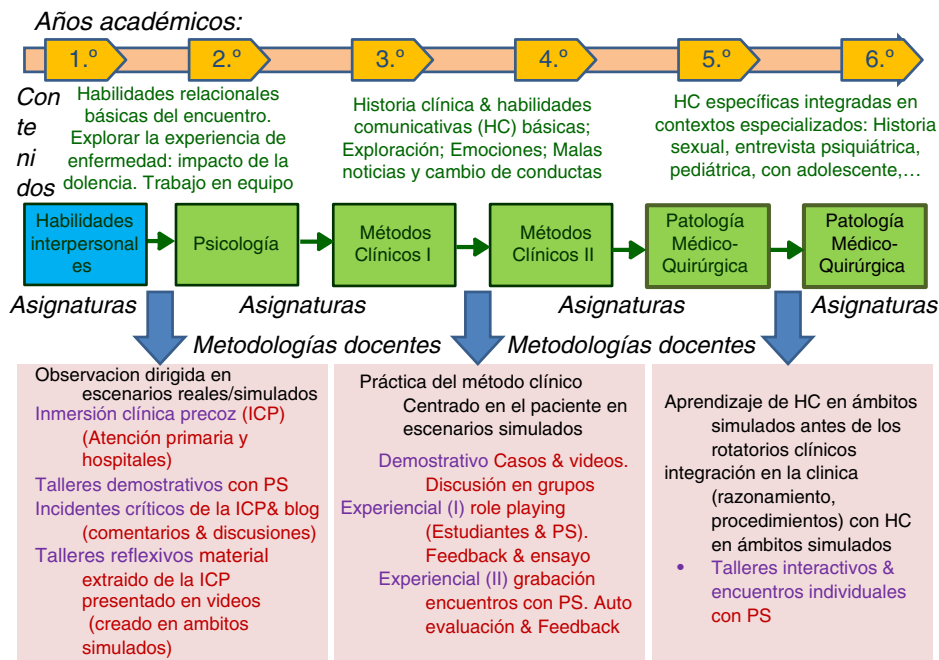 Años académicos:
1.º
2.º
3.º
4.º
5.º
6.º
Con
te
ni
dos
Habilidades relacionales
básicas del encuentro.
Explorar la experiencia de
enfermedad: impacto de la
dolencia. Trabajo en equipo
Historia clínica & habilidades
comunicativas (HC) básicas;
Exploración; Emociones; Malas
noticias y cambio de conductas
HC específicas integradas en
contextos especializados: Historia
sexual, entrevista psiquiátrica,
pediátrica, con adolescente,…
Habilidades
interpersonal
es
Psicología
Métodos
Clínicos I
Métodos
Clínicos II
Patología
Médico-
Quirúrgica
Patología
Médico-
Quirúrgica
Asignaturas
Asignaturas
Asignaturas
Asignaturas
Metodologías docentes
Metodologías docentes
Observacion dirigida en
escenarios reales/simulados
Inmersión clínica precoz (ICP)
(Atención primaria y
hospitales)
Talleres demostrativos con PS
Incidentes críticos de la ICP& blog
(comentarios & discusiones)
Talleres reflexivos material
extraido de la ICP
presentado en videos
(creado en ambitos
simulados)
Práctica del método clínico
Centrado en el paciente en
escenarios simulados
Demostrativo Casos & videos.
Discusión en grupos
Experiencial (I) role playing
(Estudiantes & PS).
Feedback & ensayo
Experiencial (II) grabación
encuentros con PS. Auto
evaluación & Feedback
Aprendizaje de HC en ámbitos
simulados antes de los
rotatorios clínicos
integración en la clinica
(razonamiento,
procedimientos) con HC
en ámbitos simulados
• Talleres interactivos &
encuentros individuales
con PS